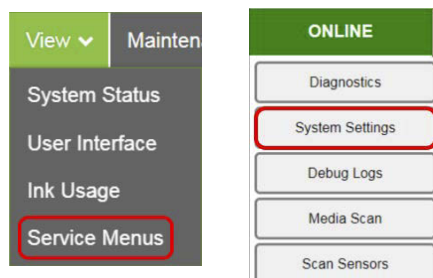 View Mainten
System Status
User Interface
Ink Usage
Service Menus
ONLINE
Diagnostics
System Settings
Debug Logs
Media Scan
Scan Sensors